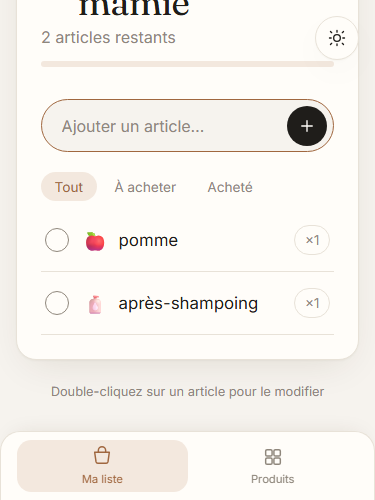 mamie
2 articles restants
Ajouter un article...
Tout
À acheter
Acheté
pomme
×1
après-shampoing
×1
Double-cliquez sur un article pour le modifier
Ma liste
Produits